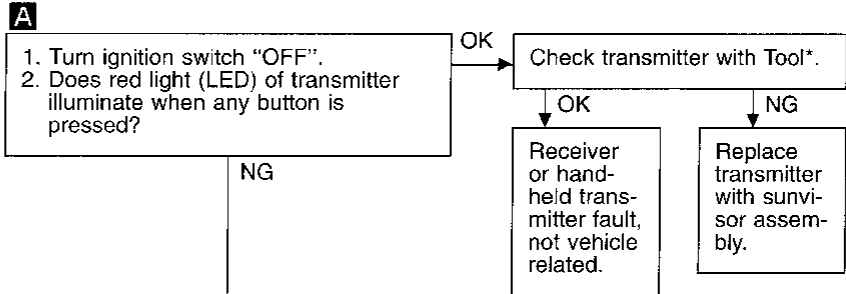 A
1. Turn ignition switch “OFF”.
2. Does red light (LED) of transmitter
illuminate when any button is
pressed?
OK
Check transmitter with Tool*.
OK
NG
Receiver
or hand-
held trans-
mitter fault,
not vehicle
related.
Replace
transmitter
with sunvi-
sor assem-
bly.
NG